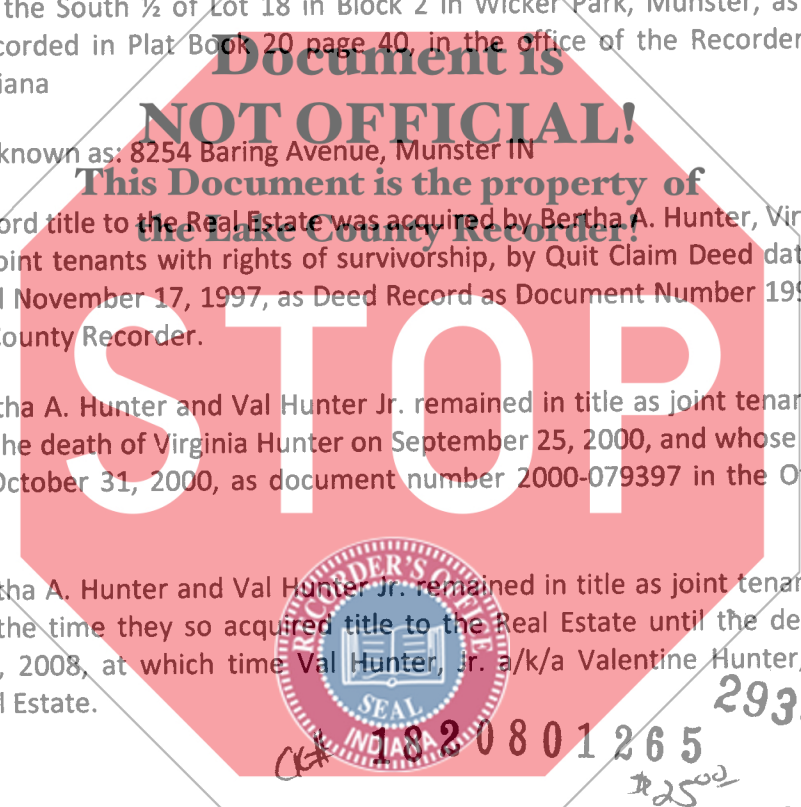 the South ½ of Lot 18 in Block 2 in Wicker Park, Munster, as
corded in Plat Book 20 page 40, in the office of the Recorder
Document is
iana
NOT OFFICIAL!
known as: 8254 Baring Avenue, Munster IN
This Document is the property of
ord title to the Real Estate was acquired by Bertha A. Hunter, Vir
the Lake County Recorder!
oint tenants with rights of survivorship, by Quit Claim Deed dat
d November 17, 1997, as Deed Record as Document Number 199
County Recorder.
STOP
tha A. Hunter and Val Hunter Jr. remained in title as joint tenan
the death of Virginia Hunter on September 25, 2000, and whose
October 31, 2000, as document number 2000-079397 in the O
tha A. Hunter and Val Hunter Jr. remained in title as joint tenan
the time they so acquired title to the Real Estate until the de
, 2008, at which time Val Hunter, Jr. a/k/a Valentine Hunter,
l Estate.
RECORDER'S OFFICE
SEAL
INDIANA
293
CK# 1820801265
$25⁰⁰